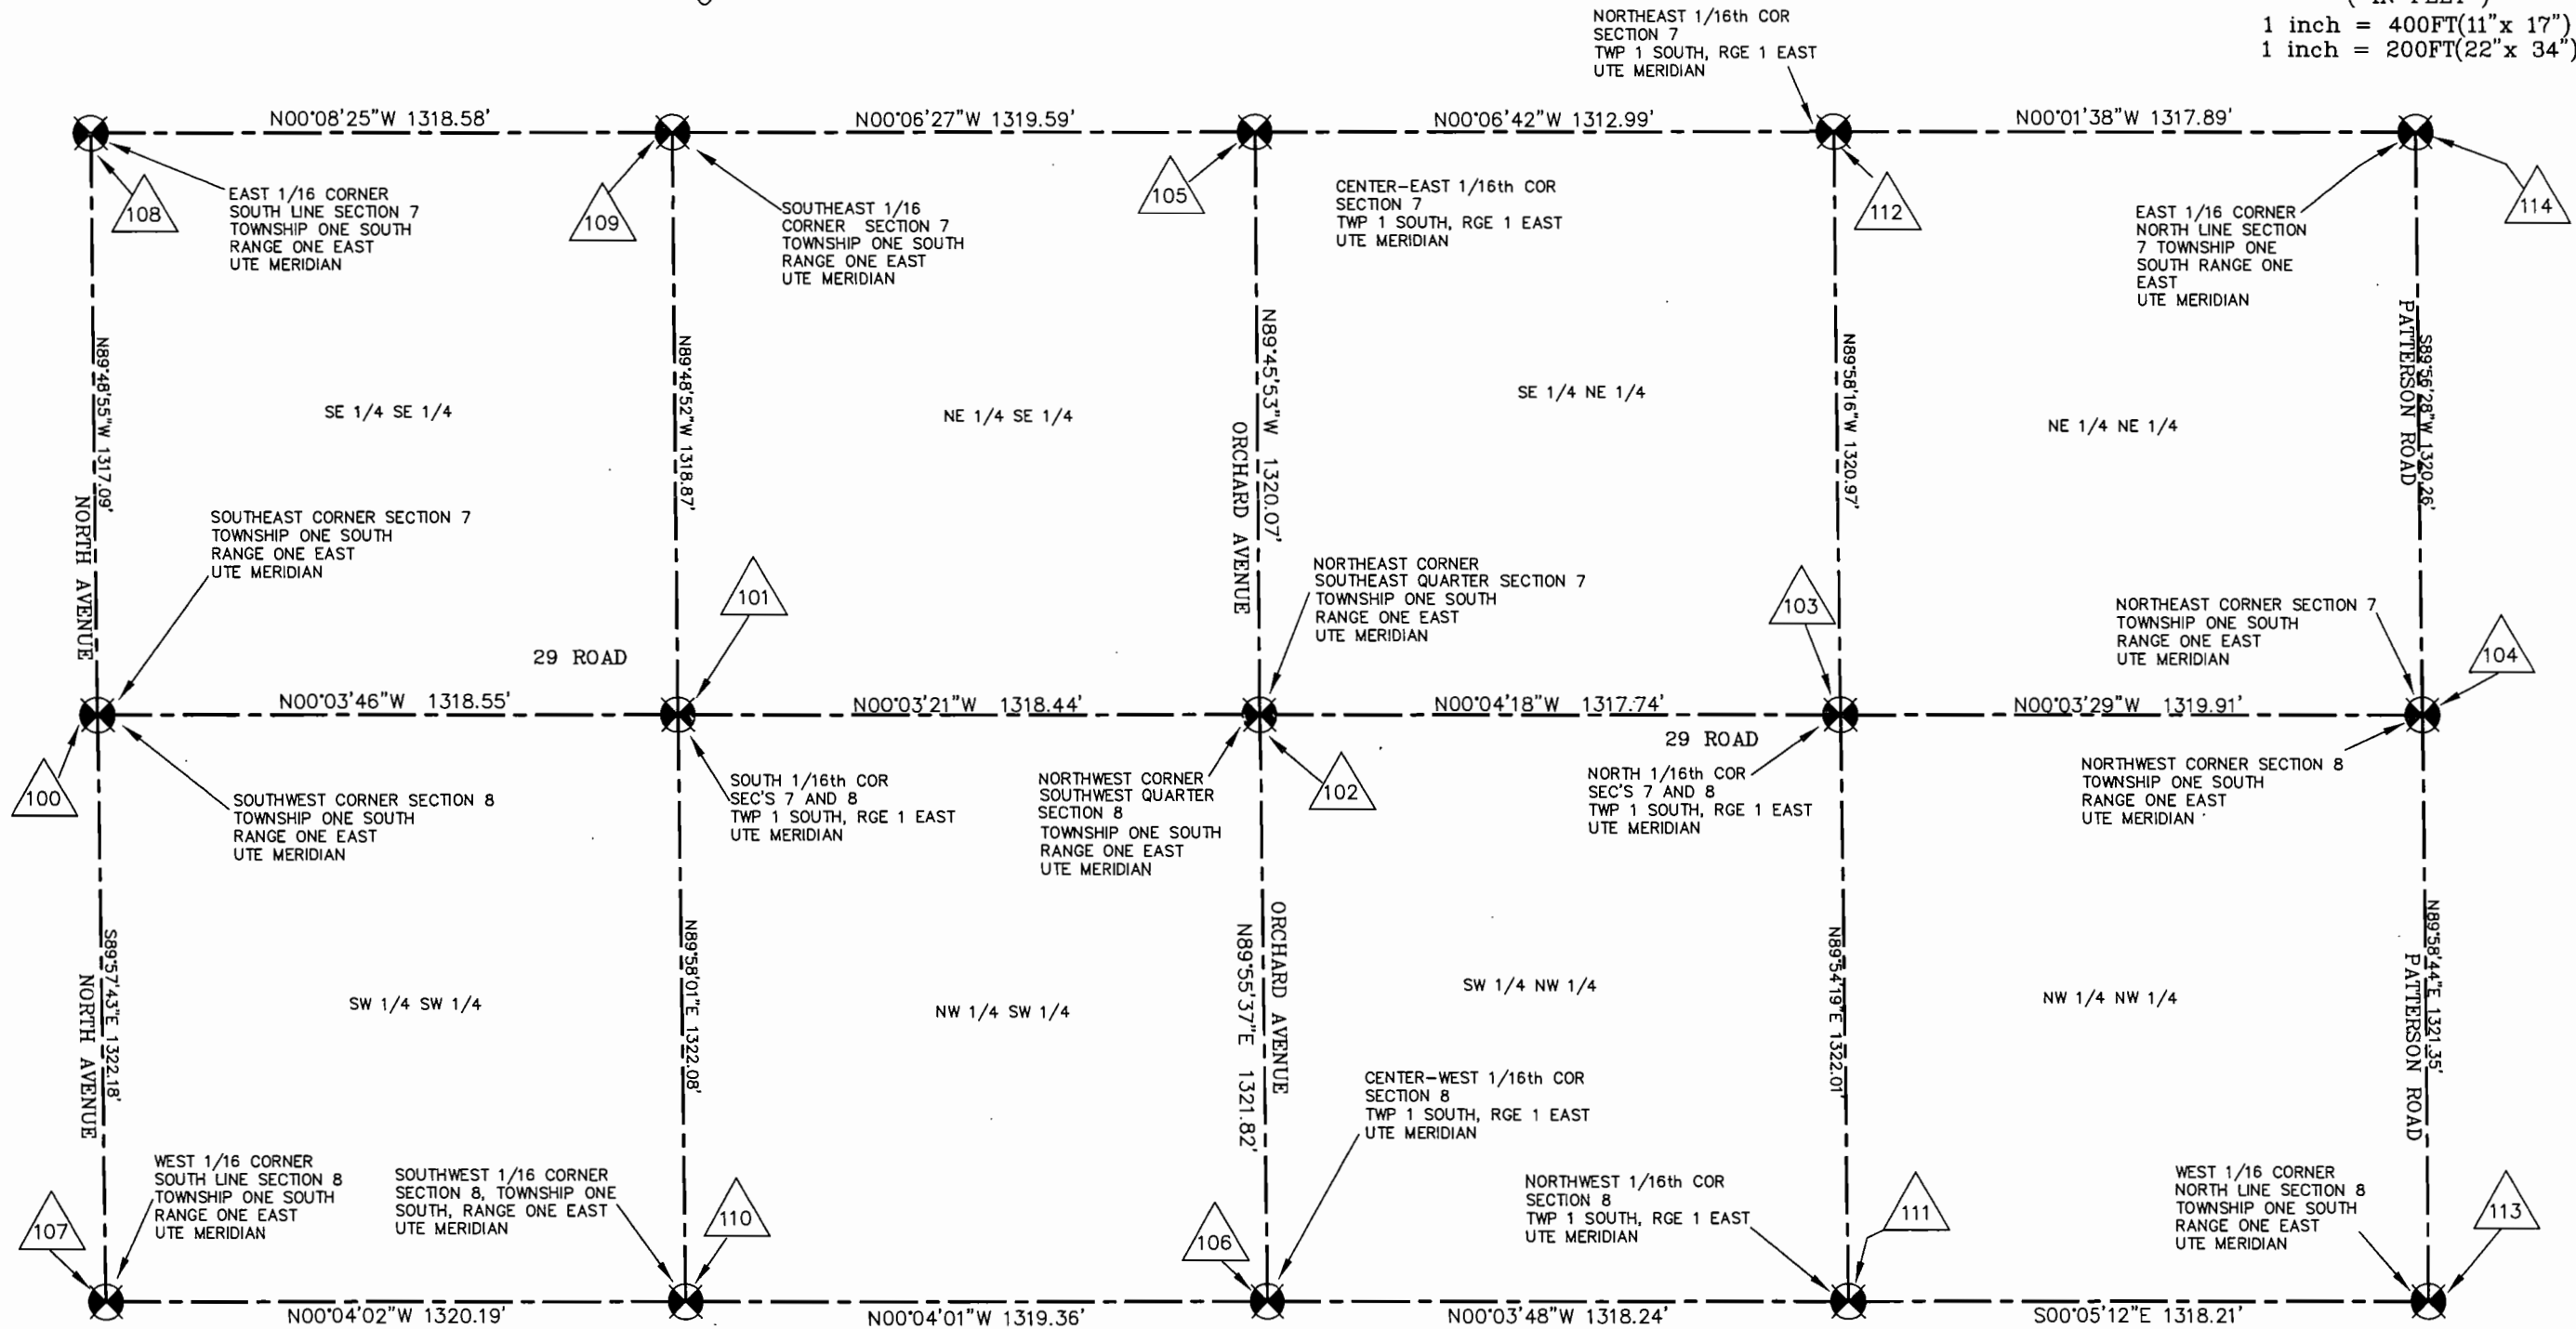 NORTHEAST 1/16th COR
SECTION 7
TWP 1 SOUTH, RGE 1 EAST
UTE MERIDIAN
( IN FEET )
1 inch = 400FT(11"x 17")
1 inch = 200FT(22"x 34")
N00°08'25"W 1318.58'
N00°06'27"W 1319.59'
N00°06'42"W 1312.99'
N00°01'38"W 1317.89'
108
EAST 1/16 CORNER
SOUTH LINE SECTION 7
TOWNSHIP ONE SOUTH
RANGE ONE EAST
UTE MERIDIAN
109
SOUTHEAST 1/16
CORNER SECTION 7
TOWNSHIP ONE SOUTH
RANGE ONE EAST
UTE MERIDIAN
105
CENTER-EAST 1/16th COR
SECTION 7
TWP 1 SOUTH, RGE 1 EAST
UTE MERIDIAN
112
EAST 1/16 CORNER
NORTH LINE SECTION
7 TOWNSHIP ONE
SOUTH RANGE ONE
EAST
UTE MERIDIAN
114
N89°48'55"W 1317.09'
NORTH AVENUE
SE 1/4 SE 1/4
N89°48'52"W 1318.87'
NE 1/4 SE 1/4
N89°45'53"W 1320.07'
ORCHARD AVENUE
SE 1/4 NE 1/4
N89°58'16"W 1320.97'
NE 1/4 NE 1/4
PATTERSON ROAD
S89°56'28"W 1320.26'
SOUTHEAST CORNER SECTION 7
TOWNSHIP ONE SOUTH
RANGE ONE EAST
UTE MERIDIAN
101
NORTHEAST CORNER
SOUTHEAST QUARTER SECTION 7
TOWNSHIP ONE SOUTH
RANGE ONE EAST
UTE MERIDIAN
103
NORTHEAST CORNER SECTION 7
TOWNSHIP ONE SOUTH
RANGE ONE EAST
UTE MERIDIAN
104
29 ROAD
N00°03'46"W 1318.55'
N00°03'21"W 1318.44'
N00°04'18"W 1317.74'
N00°03'29"W 1319.91'
29 ROAD
100
SOUTHWEST CORNER SECTION 8
TOWNSHIP ONE SOUTH
RANGE ONE EAST
UTE MERIDIAN
SOUTH 1/16th COR
SEC'S 7 AND 8
TWP 1 SOUTH, RGE 1 EAST
UTE MERIDIAN
NORTHWEST CORNER
SOUTHWEST QUARTER
SECTION 8
TOWNSHIP ONE SOUTH
RANGE ONE EAST
UTE MERIDIAN
102
NORTH 1/16th COR
SEC'S 7 AND 8
TWP 1 SOUTH, RGE 1 EAST
UTE MERIDIAN
NORTHWEST CORNER SECTION 8
TOWNSHIP ONE SOUTH
RANGE ONE EAST
UTE MERIDIAN
S89°57'43"E 1322.18'
NORTH AVENUE
SW 1/4 SW 1/4
N89°58'01"E 1322.08'
NW 1/4 SW 1/4
N89°55'37"E 1321.82'
ORCHARD AVENUE
SW 1/4 NW 1/4
N89°54'19"E 1322.01'
NW 1/4 NW 1/4
N89°58'44"E 1321.35'
PATTERSON ROAD
107
WEST 1/16 CORNER
SOUTH LINE SECTION 8
TOWNSHIP ONE SOUTH
RANGE ONE EAST
UTE MERIDIAN
SOUTHWEST 1/16 CORNER
SECTION 8, TOWNSHIP ONE
SOUTH, RANGE ONE EAST
UTE MERIDIAN
110
106
CENTER-WEST 1/16th COR
SECTION 8
TWP 1 SOUTH, RGE 1 EAST
UTE MERIDIAN
NORTHWEST 1/16th COR
SECTION 8
TWP 1 SOUTH, RGE 1 EAST
UTE MERIDIAN
111
WEST 1/16 CORNER
NORTH LINE SECTION 8
TOWNSHIP ONE SOUTH
RANGE ONE EAST
UTE MERIDIAN
113
N00°04'02"W 1320.19'
N00°04'01"W 1319.36'
N00°03'48"W 1318.24'
S00°05'12"E 1318.21'